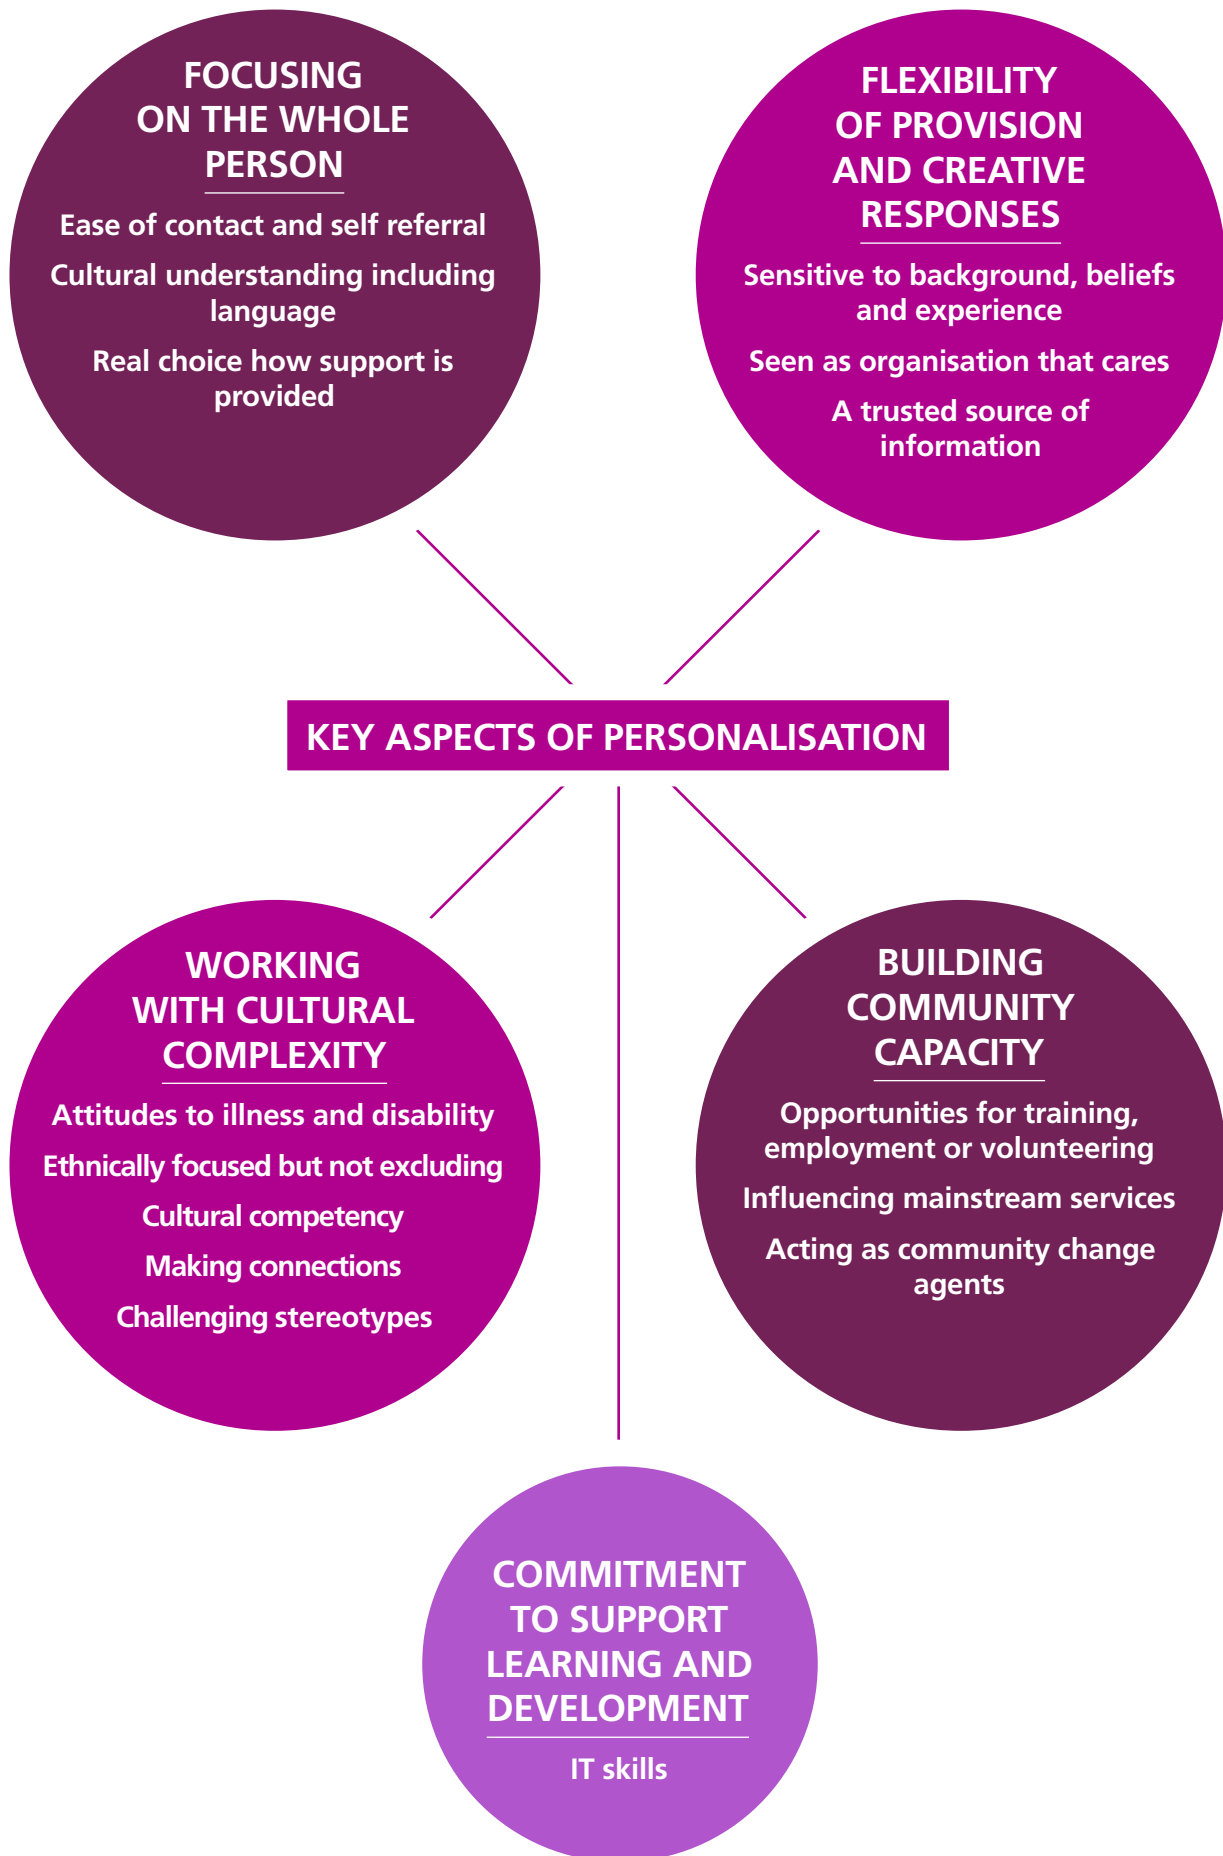 FOCUSING
ON THE WHOLE
PERSON
Ease of contact and self referral
Cultural understanding including
language
Real choice how support is
provided
FLEXIBILITY
OF PROVISION
AND CREATIVE
RESPONSES
Sensitive to background, beliefs
and experience
Seen as organisation that cares
A trusted source of
information
KEY ASPECTS OF PERSONALISATION
WORKING
WITH CULTURAL
COMPLEXITY
Attitudes to illness and disability
Ethnically focused but not excluding
Cultural competency
Making connections
Challenging stereotypes
BUILDING
COMMUNITY
CAPACITY
Opportunities for training,
employment or volunteering
Influencing mainstream services
Acting as community change
agents
COMMITMENT
TO SUPPORT
LEARNING AND
DEVELOPMENT
IT skills